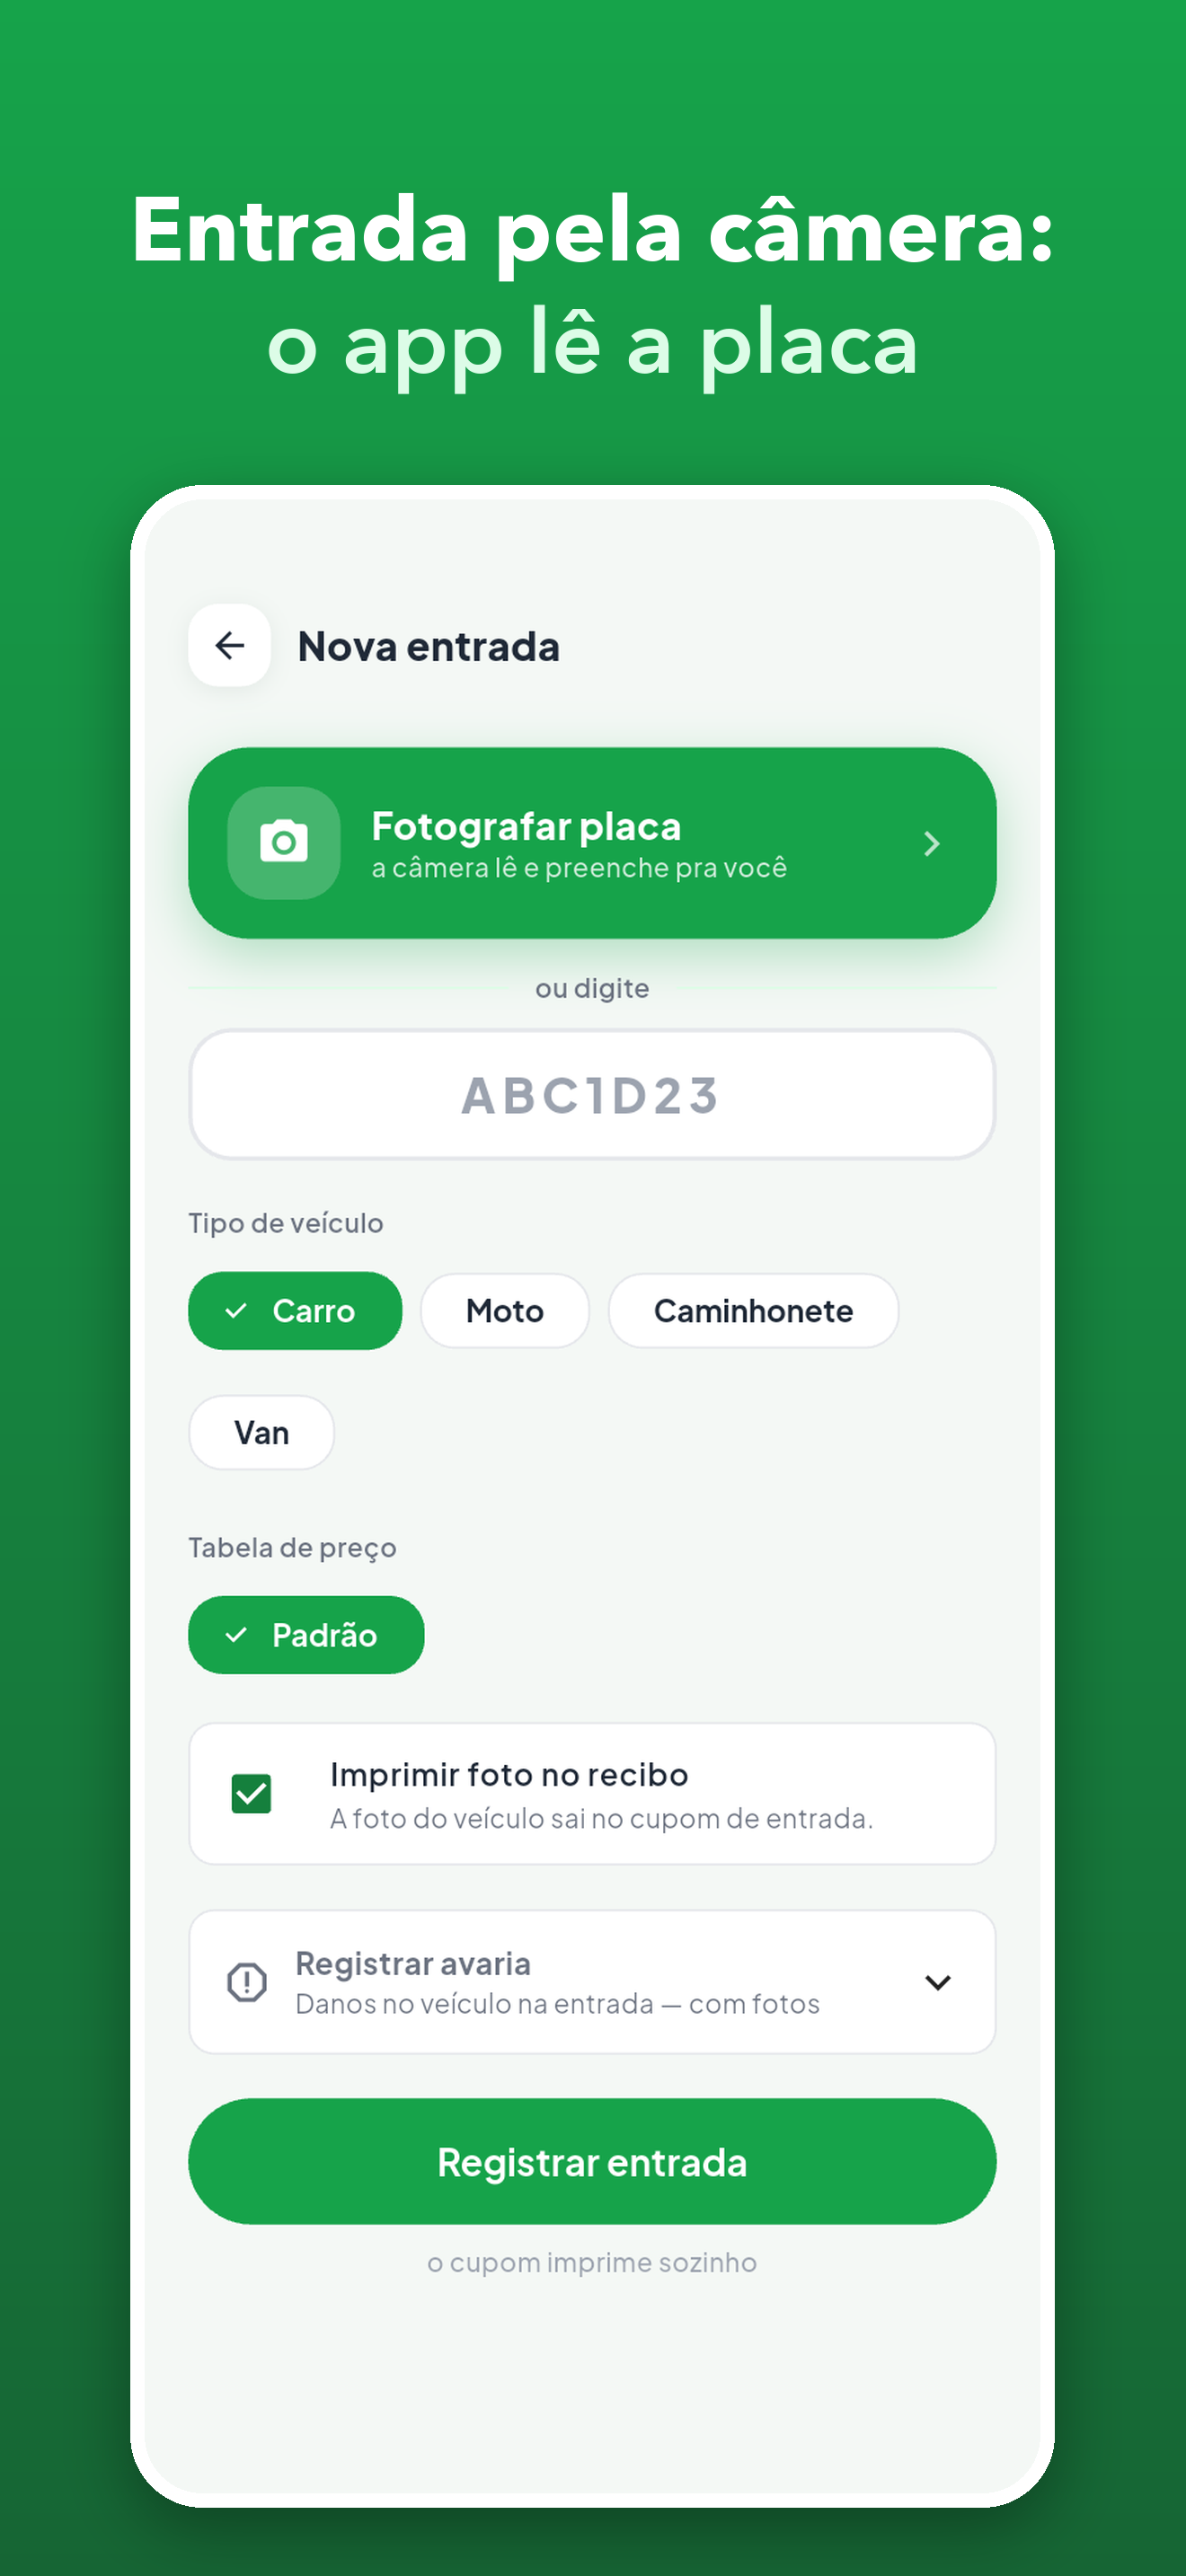 Entrada pela câmera:
o app lê a placa
Nova entrada
Fotografar placa
a câmera lê e preenche pra você
ou digite
ABC1D23
Tipo de veículo
Carro
Moto
Caminhonete
Van
Tabela de preço
Padrão
Imprimir foto no recibo
A foto do veículo sai no cupom de entrada.
Registrar avaria
Danos no veículo na entrada — com fotos
Registrar entrada
o cupom imprime sozinho